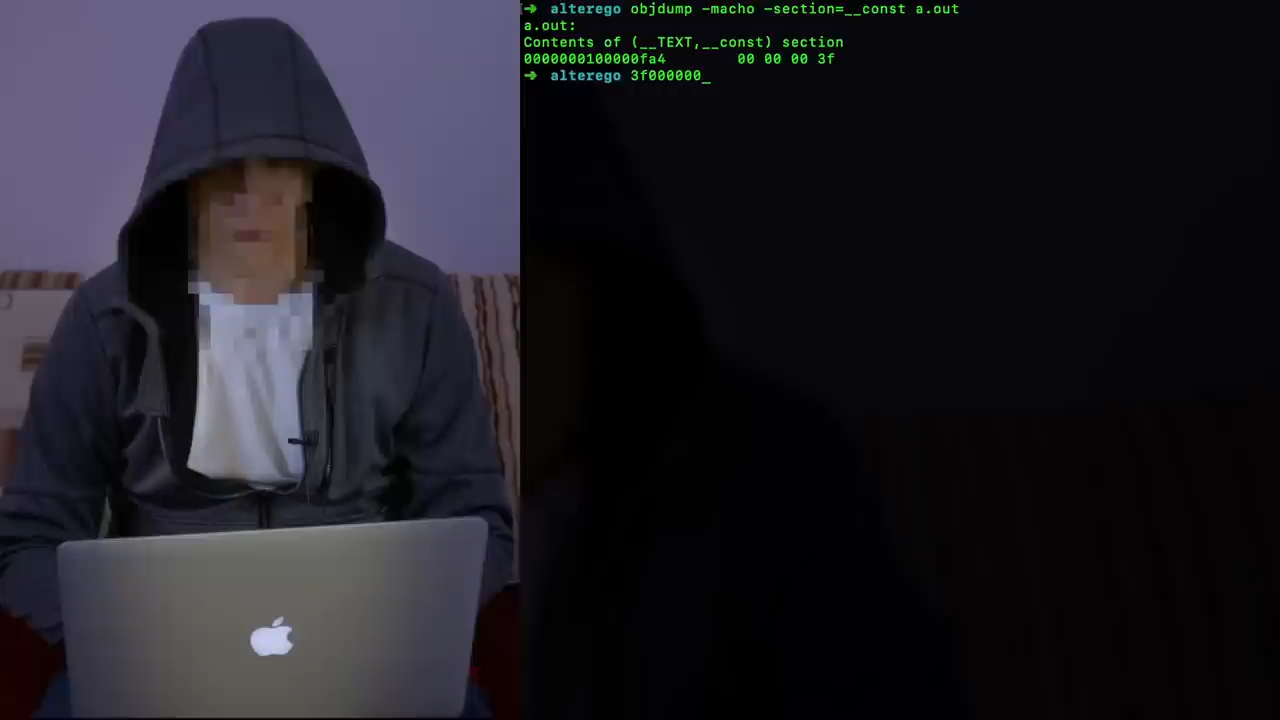 ➜ alterego objdump -macho -section=__const a.out
a.out:
Contents of (__TEXT,__const) section
0000000100000fa4 00 00 00 3f
➜ alterego 3f000000_